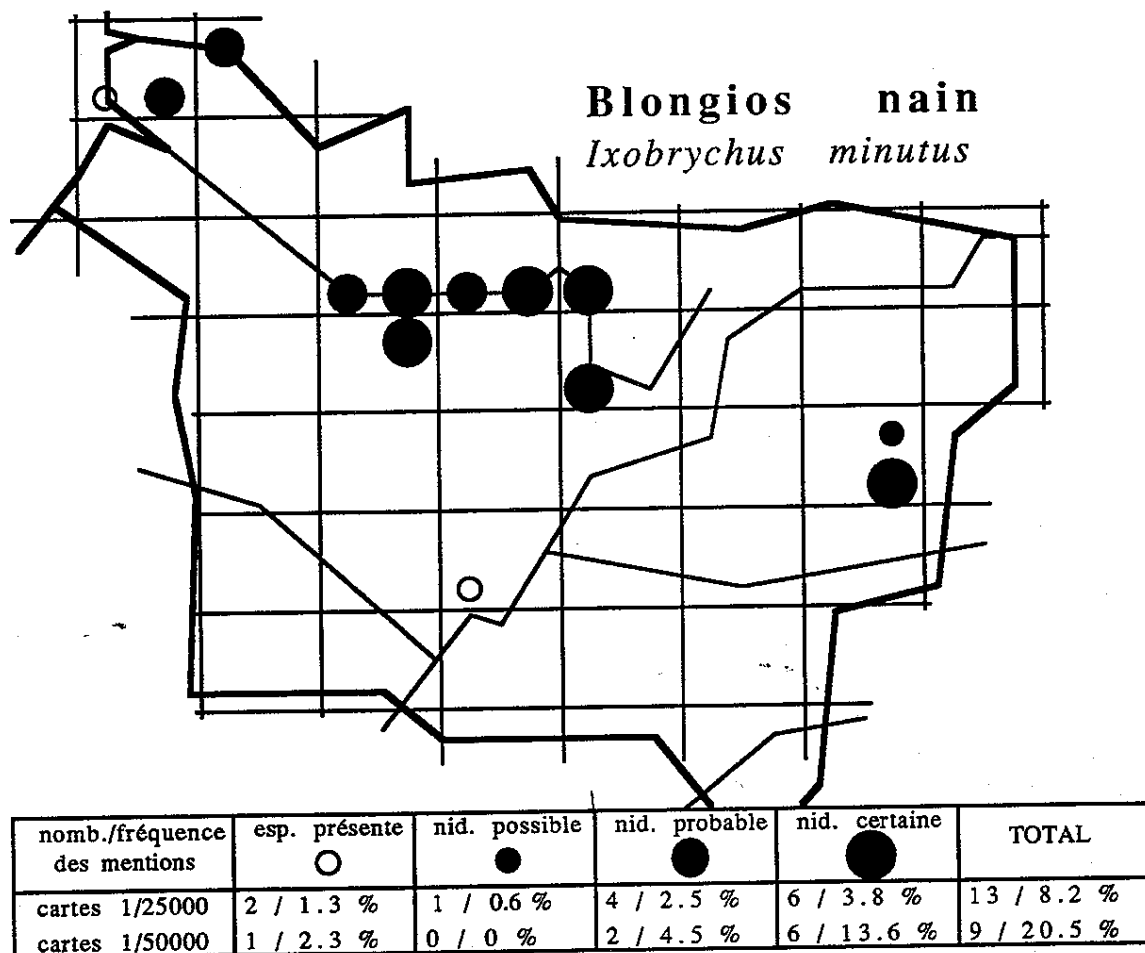 Blongios nain
Ixobrychus minutus
nomb./fréquence des mentions | esp. présente | nid. possible | nid. probable | nid. certaine | TOTAL
cartes 1/25000 | 2 / 1.3 % | 1 / 0.6 % | 4 / 2.5 % | 6 / 3.8 % | 13 / 8.2 %
cartes 1/50000 | 1 / 2.3 % | 0 / 0 % | 2 / 4.5 % | 6 / 13.6 % | 9 / 20.5 %